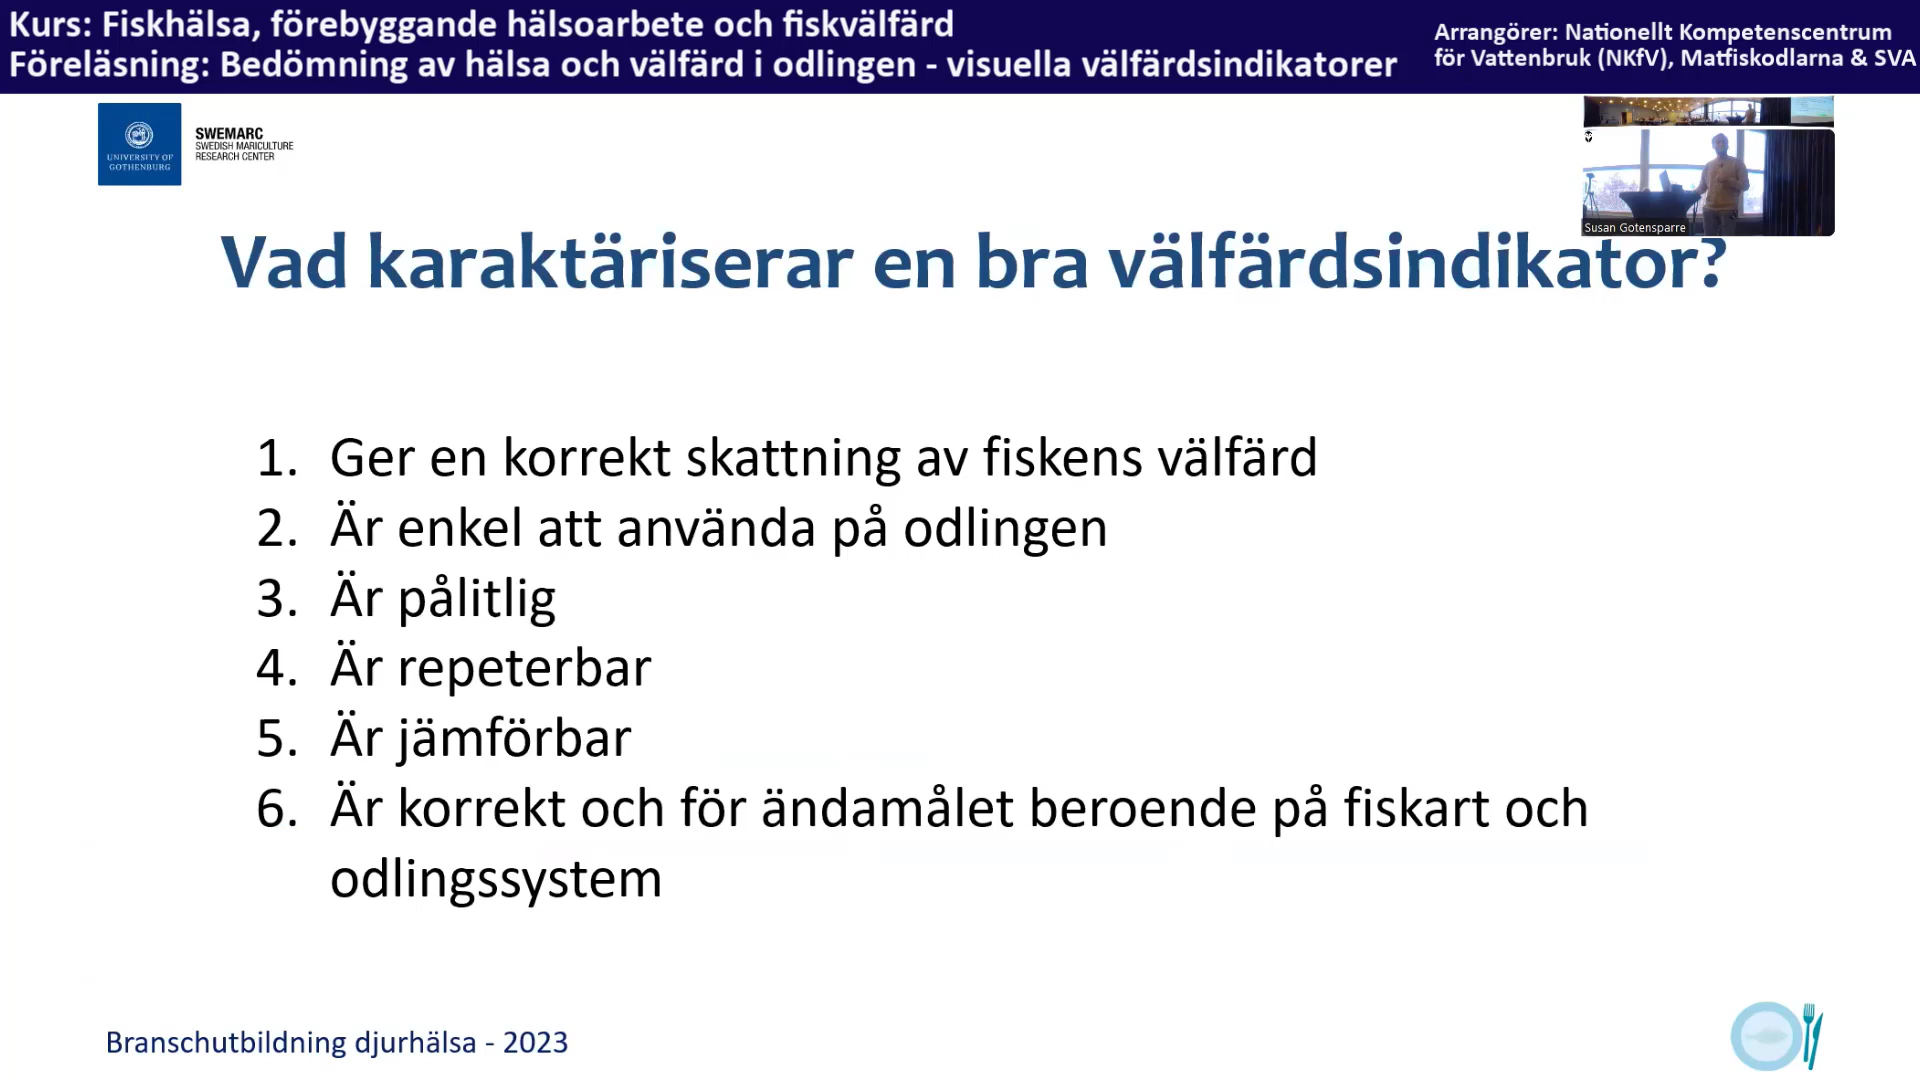 Kurs: Fiskhälsa, förebyggande hälsoarbete och fiskvälfärd
Föreläsning: Bedömning av hälsa och välfärd i odlingen - visuella välfärdsindikatorer
Arrangörer: Nationellt Kompetenscentrum
för Vattenbruk (NKfV), Matfiskodlarna & SVA
UNIVERSITY OF
GOTHENBURG
SWEMARC
SWEDISH MARICULTURE
RESEARCH CENTER
Susan Gotensparre
Vad karaktäriserar en bra välfärdsindikator?
1. Ger en korrekt skattning av fiskens välfärd
2. Är enkel att använda på odlingen
3. Är pålitlig
4. Är repeterbar
5. Är jämförbar
6. Är korrekt och för ändamålet beroende på fiskart och
odlingssystem
Branschutbildning djurhälsa - 2023